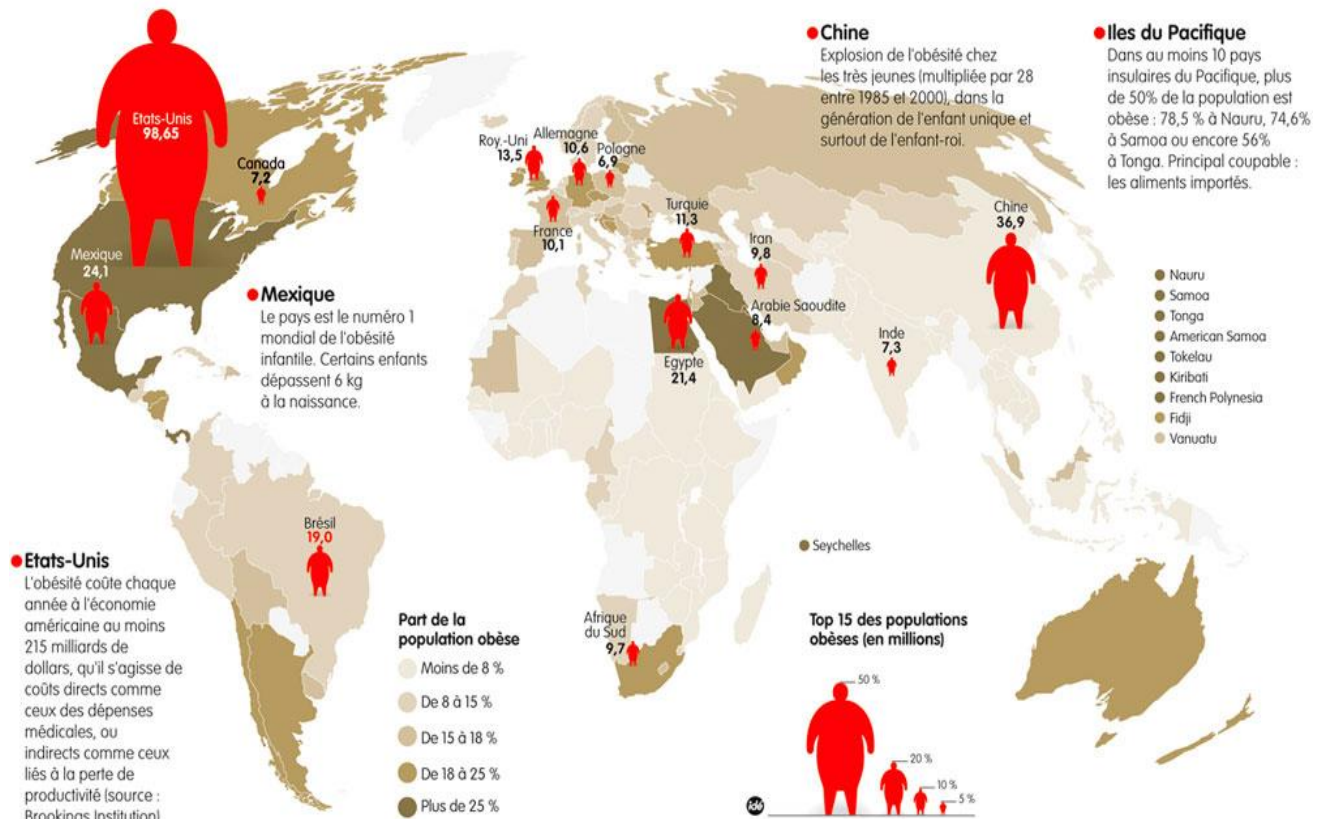 Etats-Unis
98,65
Canada
7,2
Mexique
24,1
Mexique
Le pays est le numéro 1
mondial de l'obésité
infantile. Certains enfants
dépassent 6 kg
à la naissance.
Roy.-Uni
13,5
Allemagne
10,6
Pologne
6,9
France
10,1
Turquie
11,3
Iran
9,8
Arabie Saoudite
8,4
Egypte
21,4
Inde
7,3
Chine
36,9
Chine
Explosion de l'obésité chez
les très jeunes (multipliée par 28
entre 1985 et 2000), dans la
génération de l'enfant unique et
surtout de l'enfant-roi.
Iles du Pacifique
Dans au moins 10 pays
insulaires du Pacifique, plus
de 50% de la population est
obèse : 78,5 % à Nauru, 74,6%
à Samoa ou encore 56%
à Tonga. Principal coupable :
les aliments importés.
Nauru
Samoa
Tonga
American Samoa
Tokelau
Kiribati
French Polynesia
Fidji
Vanuatu
Seychelles
Brésil
19,0
Afrique
du Sud
9,7
Etats-Unis
L'obésité coûte chaque
année à l'économie
américaine au moins
215 milliards de
dollars, qu'il s'agisse de
coûts directs comme
ceux des dépenses
médicales, ou
indirects comme ceux
liés à la perte de
productivité (source :
Brookings Institution)
Part de la
population obèse
Moins de 8 %
De 8 à 15 %
De 15 à 18 %
De 18 à 25 %
Plus de 25 %
Top 15 des populations
obèses (en millions)
50 %
20 %
10 %
5 %
idé